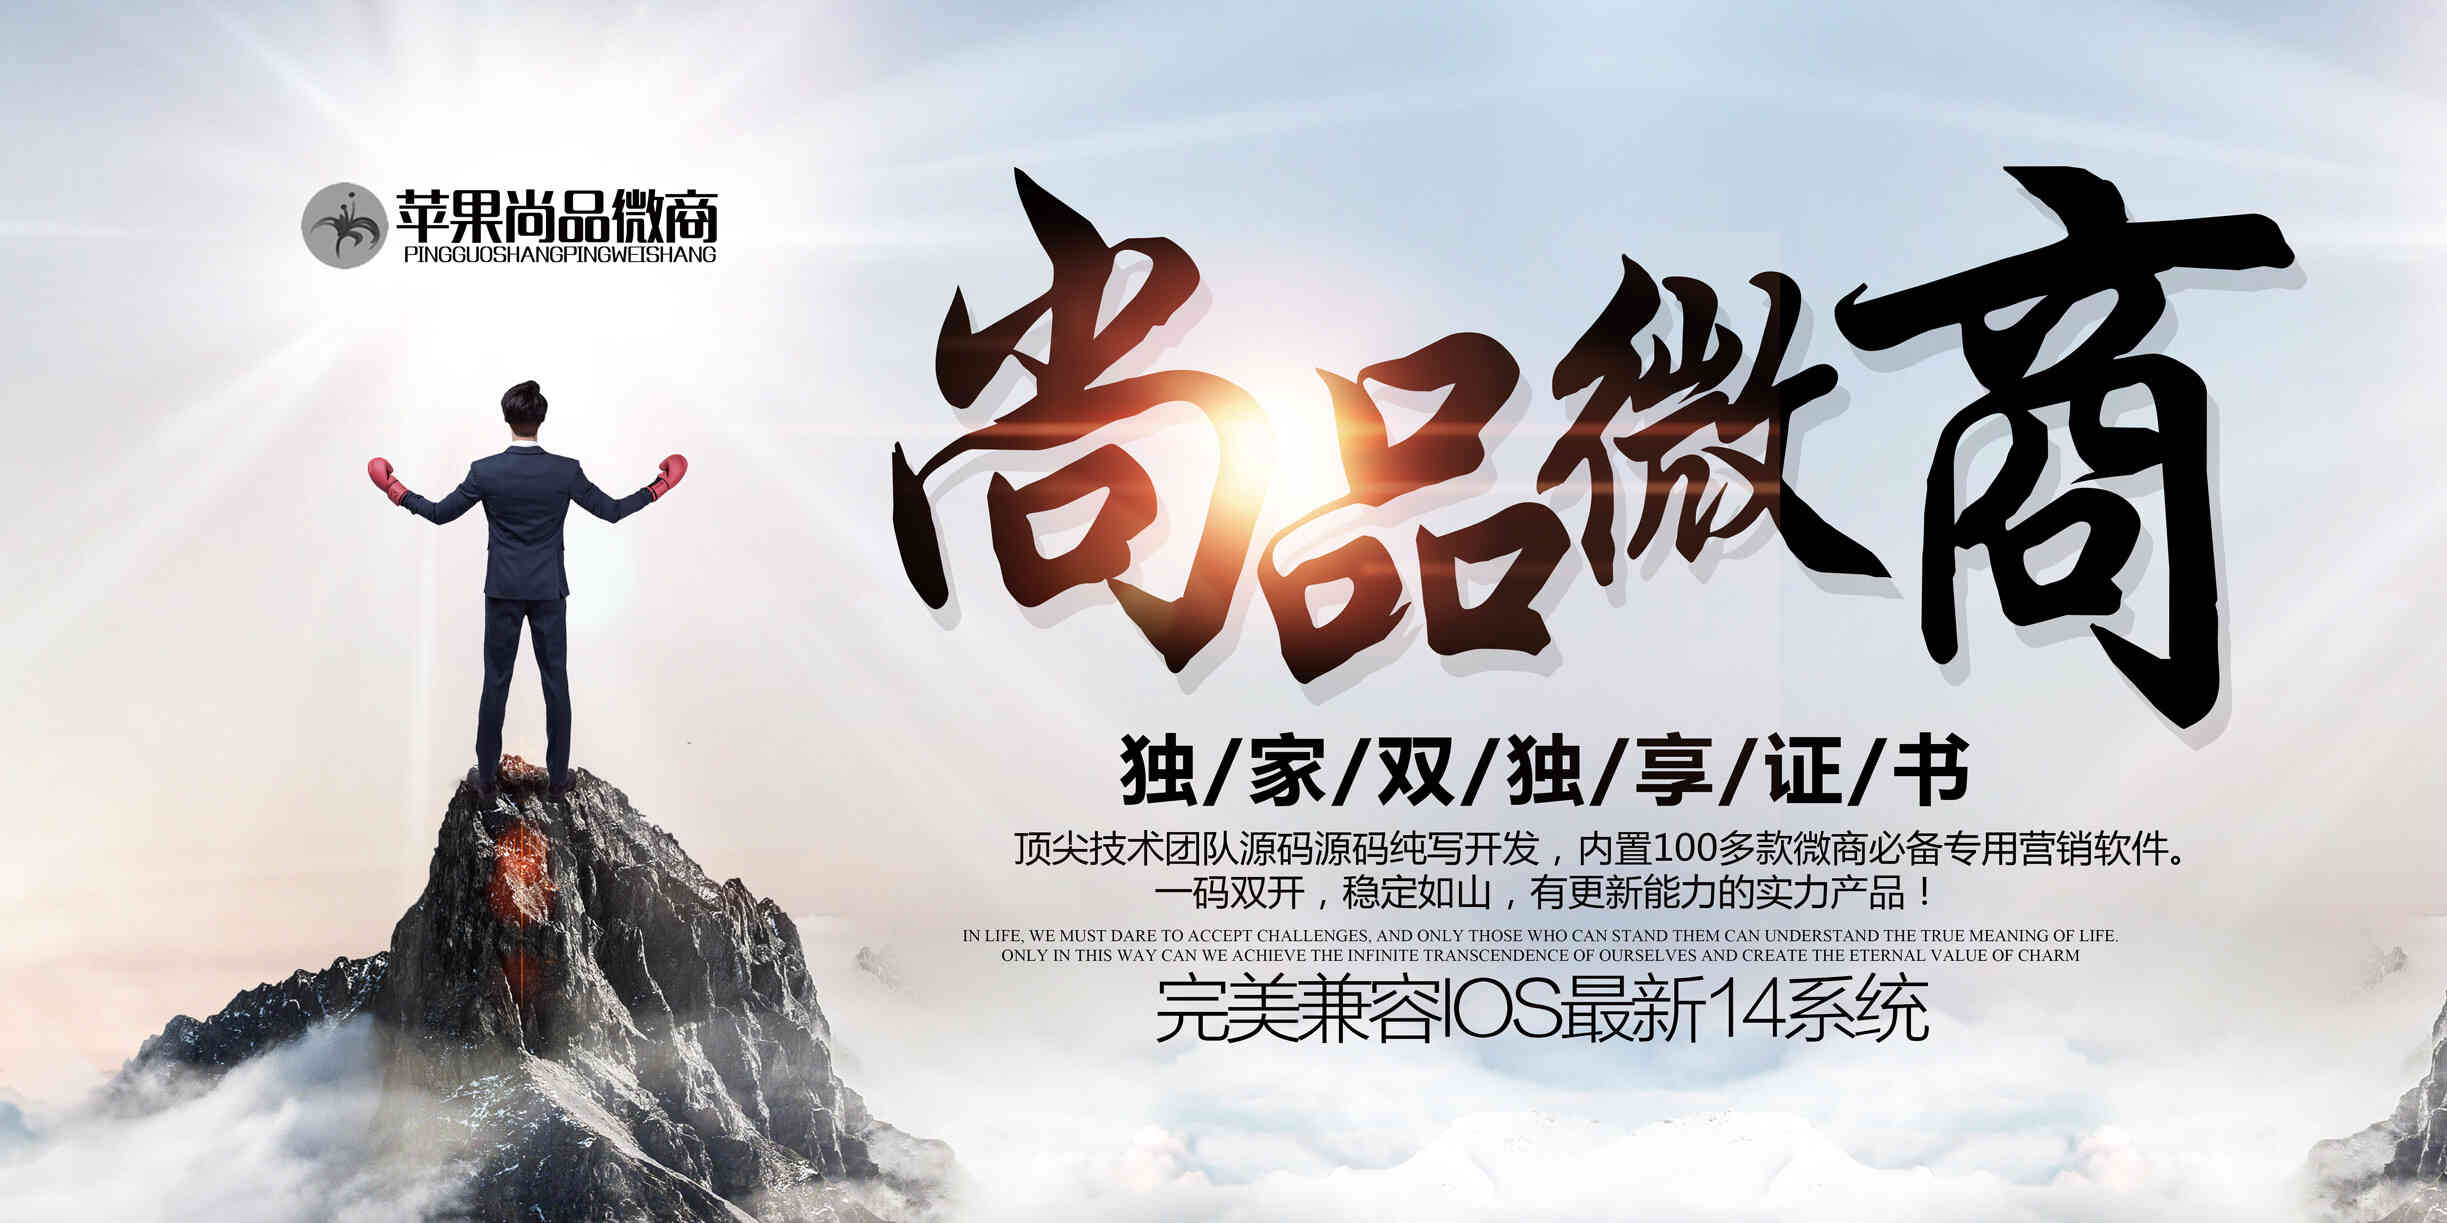 苹果尚品微商
PINGGUOSHANGPINGWEISHANG
尚品微商
独/家/双/独/享/证/书
顶尖技术团队源码源码纯写开发，内置100多款微商必备专用营销软件。
一码双开，稳定如山，有更新能力的实力产品！
IN LIFE, WE MUST DARE TO ACCEPT CHALLENGES, AND ONLY THOSE WHO CAN STAND THEM CAN UNDERSTAND THE TRUE MEANING OF LIFE.
ONLY IN THIS WAY CAN WE ACHIEVE THE INFINITE TRANSCENDENCE OF OURSELVES AND CREATE THE ETERNAL VALUE OF CHARM
完美兼容IOS最新14系统